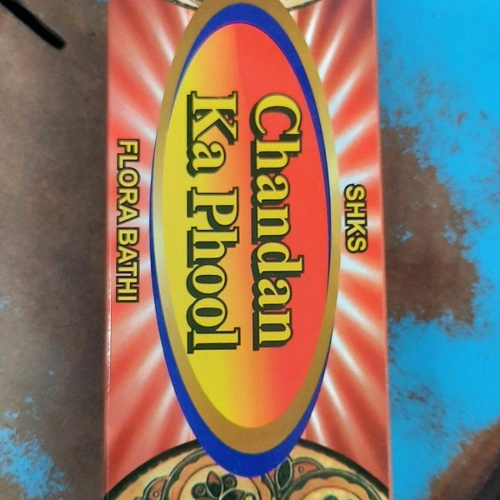 SHKS
Chandan
Ka Phool
FLORA BATHI